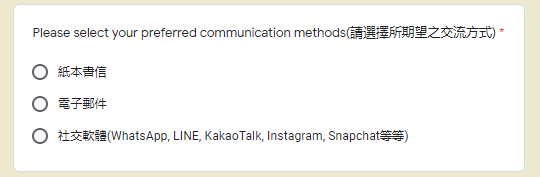 Please select your preferred communication methods(請選擇所期望之交流方式) *
紙本書信
電子郵件
社交軟體(WhatsApp, LINE, KakaoTalk, Instagram, Snapchat等等)